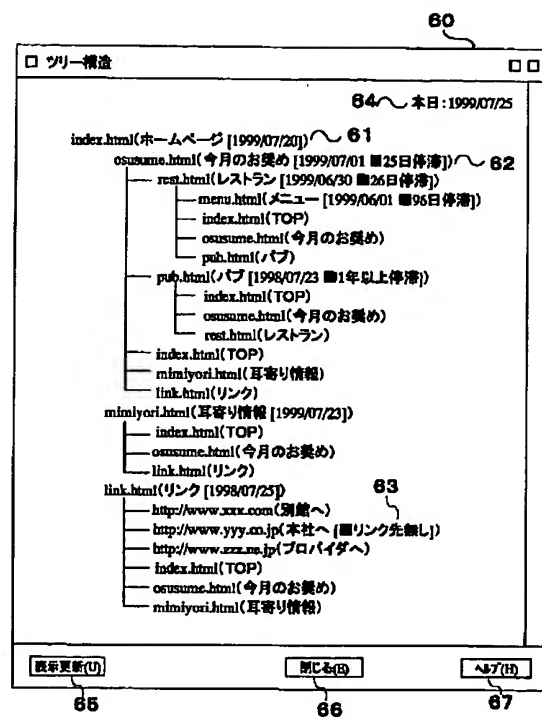 60
ツリー構造
64 本日:1999/07/25
index.html(ホームページ [1999/07/20]) 61
osusume.html(今月のお奨め [1999/07/01 ■25日停滞]) 62
rest.html(レストラン [1999/06/30 ■26日停滞])
menu.html(メニュー [1999/06/01 ■96日停滞])
index.html(TOP)
osusume.html(今月のお奨め)
pub.html(パブ)
pub.html(パブ [1998/07/23 ■1年以上停滞])
index.html(TOP)
osusume.html(今月のお奨め)
rest.html(レストラン)
index.html(TOP)
mimiyori.html(耳寄り情報)
link.html(リンク)
mimiyori.html(耳寄り情報 [1999/07/23])
index.html(TOP)
osusume.html(今月のお奨め)
link.html(リンク)
link.html(リンク [1998/07/25])
63
http://www.xxx.com(別館へ)
http://www.yyy.co.jp(本社へ [■リンク先無し])
http://www.zzz.ne.jp(プロバイダへ)
index.html(TOP)
osusume.html(今月のお奨め)
mimiyori.html(耳寄り情報)
表示更新(U) 閉じる(E) ヘルプ(H)
65 66 67